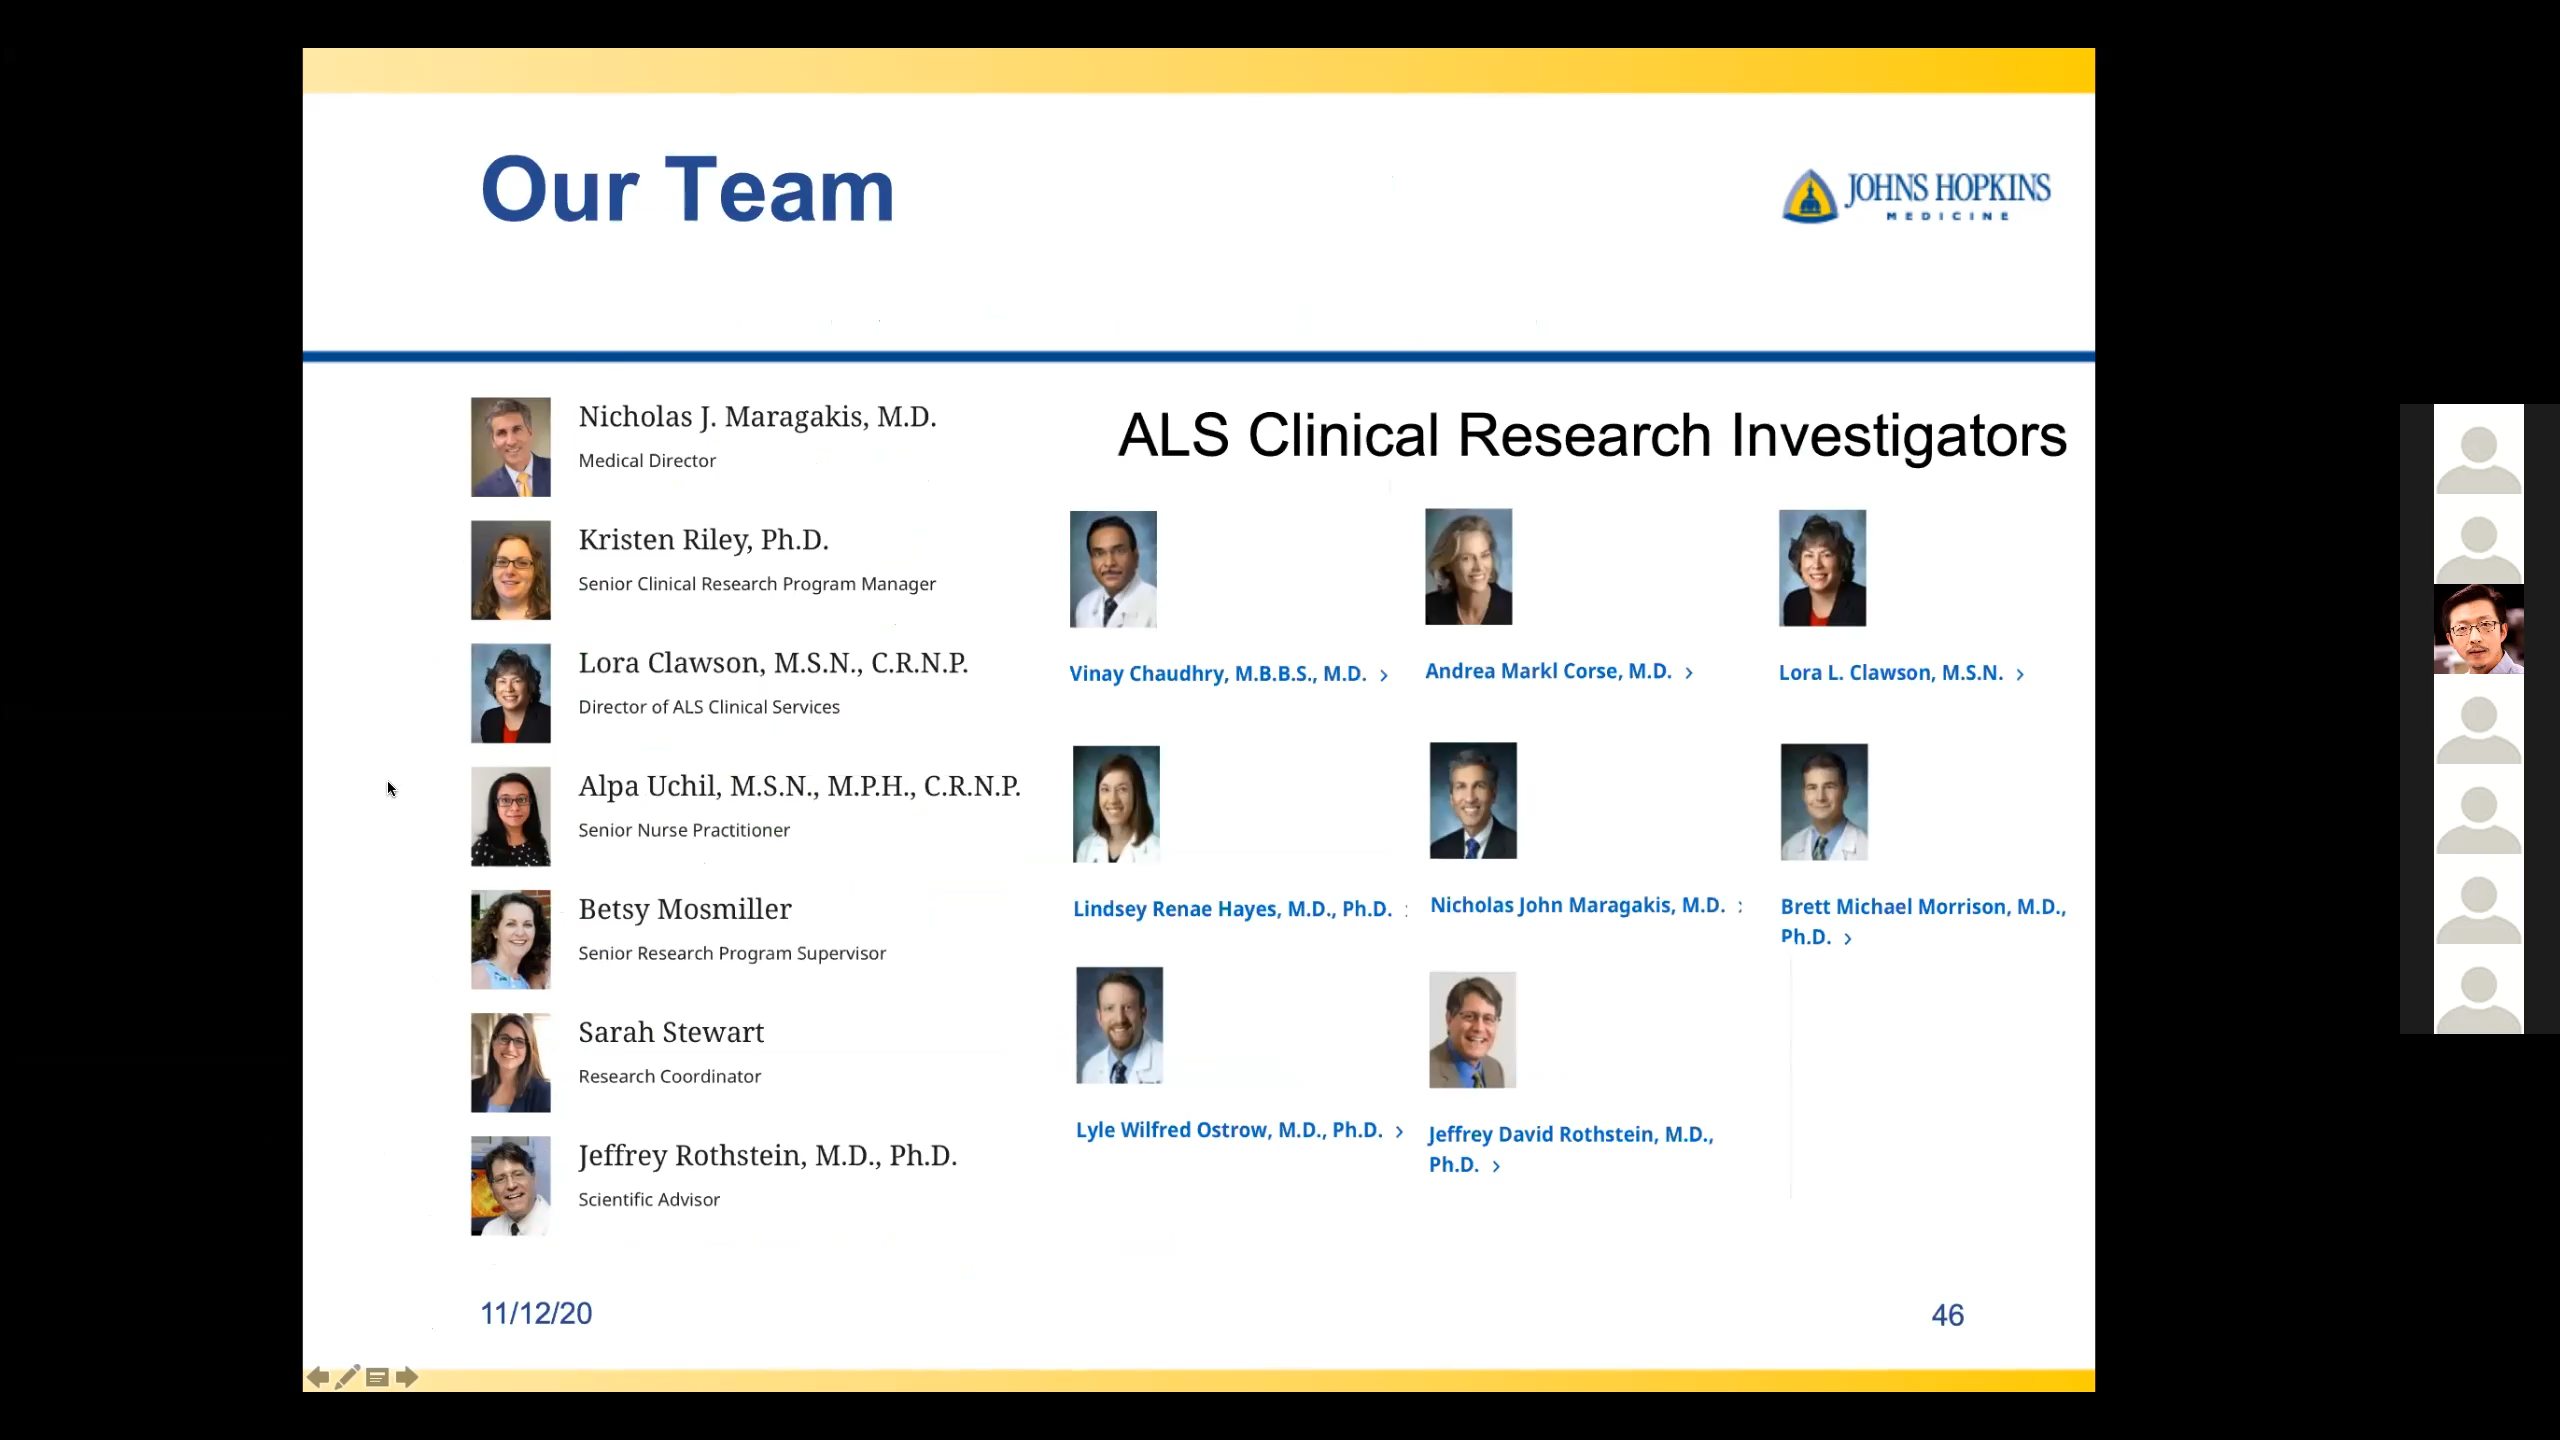 Our Team
JOHNS HOPKINS
MEDICINE
Nicholas J. Maragakis, M.D.
Medical Director
Kristen Riley, Ph.D.
Senior Clinical Research Program Manager
Lora Clawson, M.S.N., C.R.N.P.
Director of ALS Clinical Services
Alpa Uchil, M.S.N., M.P.H., C.R.N.P.
Senior Nurse Practitioner
Betsy Mosmiller
Senior Research Program Supervisor
Sarah Stewart
Research Coordinator
Jeffrey Rothstein, M.D., Ph.D.
Scientific Advisor
ALS Clinical Research Investigators
Vinay Chaudhry, M.B.B.S., M.D. >
Andrea Markl Corse, M.D. >
Lora L. Clawson, M.S.N. >
Lindsey Renae Hayes, M.D., Ph.D.
Nicholas John Maragakis, M.D.
Brett Michael Morrison, M.D.,
Ph.D. >
Lyle Wilfred Ostrow, M.D., Ph.D. >
Jeffrey David Rothstein, M.D.,
Ph.D. >
11/12/20
46